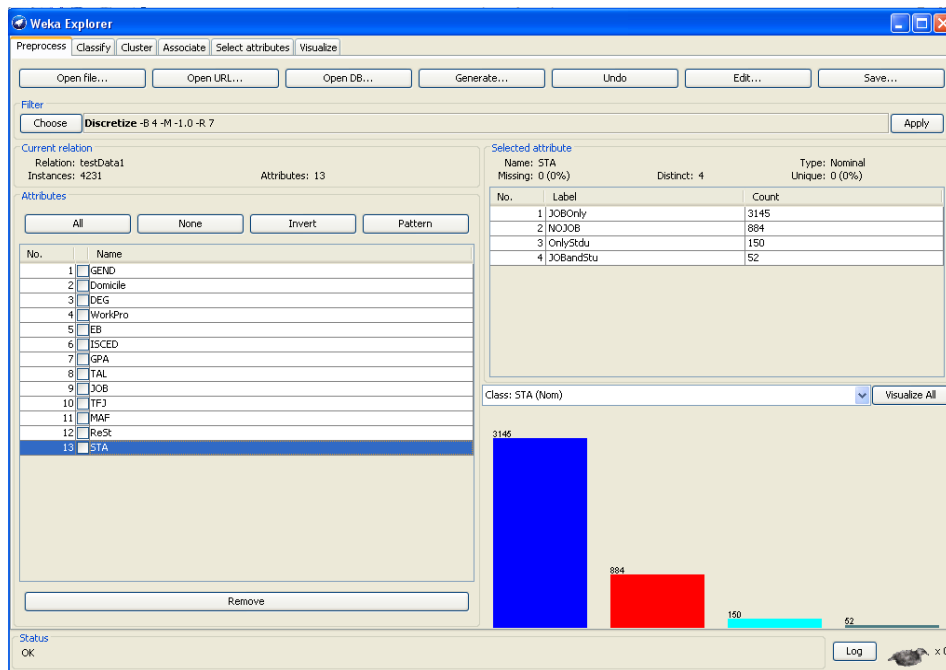 Weka Explorer
Preprocess Classify Cluster Associate Select attributes Visualize
Open file... Open URL... Open DB... Generate... Undo Edit... Save...
Filter
Choose Discretize -B 4 -M -1.0 -R 7 Apply
Current relation
Relation: testData1
Instances: 4231 Attributes: 13
Attributes
All None Invert Pattern
No. Name
1 GEND
2 Domicile
3 DEG
4 WorkPro
5 EB
6 ISCED
7 GPA
8 TAL
9 JOB
10 TFJ
11 MAF
12 ReSt
13 STA
Remove
Selected attribute
Name: STA Type: Nominal
Missing: 0 (0%) Distinct: 4 Unique: 0 (0%)
No. Label Count
1 JOBOnly 3145
2 NOJOB 884
3 OnlyStdu 150
4 JOBandStu 52
Class: STA (Nom) Visualize All
3145
884
150
52
Status
OK Log x 0